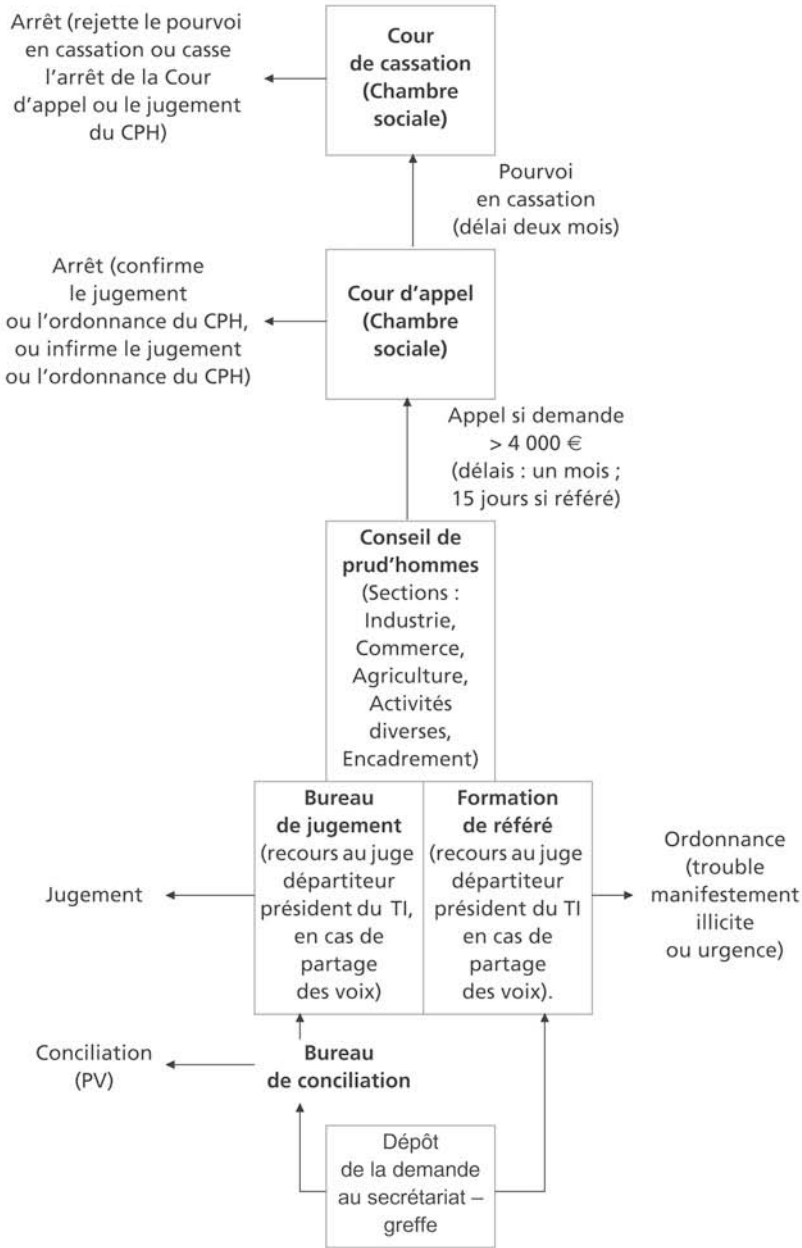 Arrêt (rejette le pourvoi
en cassation ou casse
l'arrêt de la Cour
d'appel ou le jugement
du CPH)
Cour
de cassation
(Chambre
sociale)
Pourvoi
en cassation
(délai deux mois)
Arrêt (confirme
le jugement
ou l'ordonnance du CPH,
ou infirme le jugement
ou l'ordonnance du CPH)
Cour d'appel
(Chambre
sociale)
Appel si demande
> 4 000 €
(délais : un mois ;
15 jours si référé)
Conseil de
prud'hommes
(Sections :
Industrie,
Commerce,
Agriculture,
Activités
diverses,
Encadrement)
Bureau
de jugement
(recours au juge
départiteur
président du TI,
en cas de
partage
des voix)
Formation
de référé
(recours au juge
départiteur
président du TI
en cas de
partage
des voix).
Jugement
Ordonnance
(trouble
manifestement
illicite
ou urgence)
Conciliation
(PV)
Bureau
de conciliation
Dépôt
de la demande
au secrétariat –
greffe